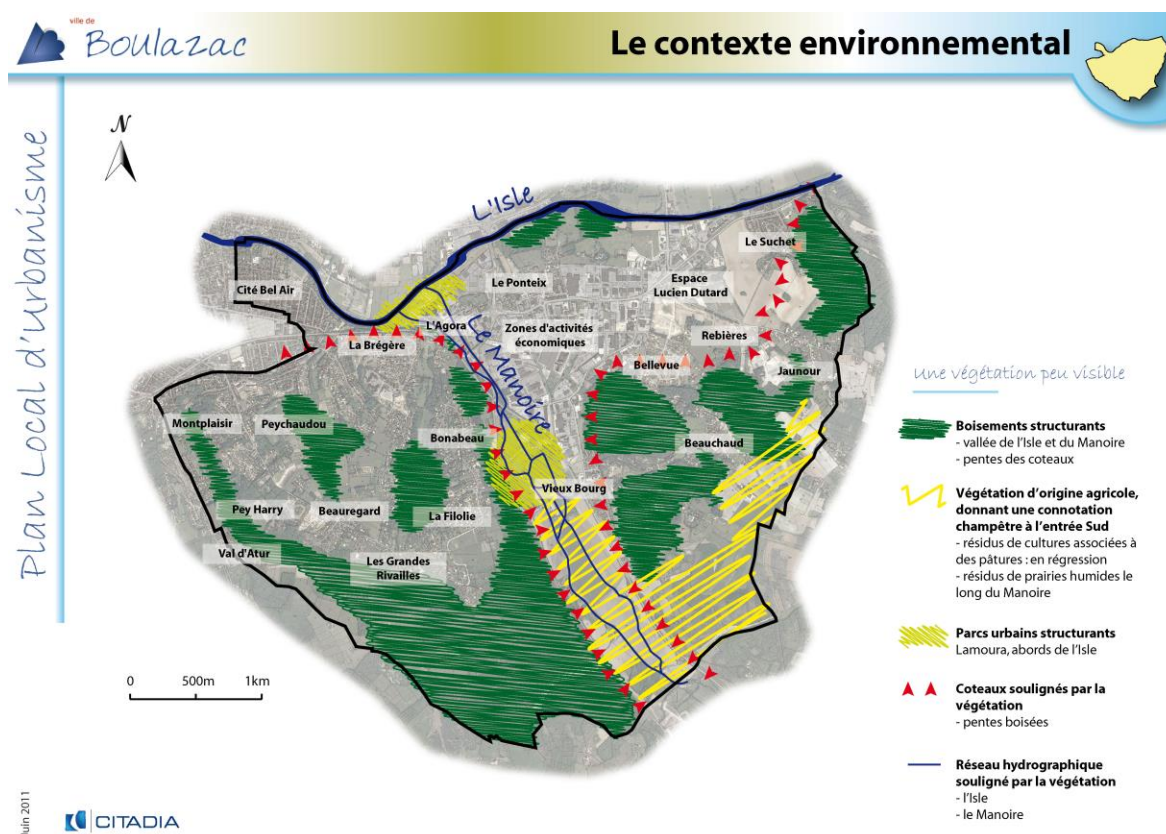 ville de
Boulazac
Le contexte environnemental
Plan Local d'Urbanisme
N
L'Isle
Le Suchet
Cité Bel Air
Le Ponteix
Espace
Lucien Dutard
L'Agora
Le Manoire
Zones d'activités
économiques
La Brégère
Rebières
Bellevue
Jaunour
Montplaisir
Peychaudou
Bonabeau
Beauchaud
Vieux Bourg
Pey Harry
Beauregard
La Filolie
Val d'Atur
Les Grandes
Rivailles
0 500m 1km
Une végétation peu visible
Boisements structurants
- vallée de l'Isle et du Manoire
- pentes des coteaux
Végétation d'origine agricole,
donnant une connotation
champêtre à l'entrée Sud
- résidus de cultures associées à
des pâtures : en régression
- résidus de prairies humides le
long du Manoire
Parcs urbains structurants
Lamoura, abords de l'Isle
Coteaux soulignés par la
végétation
- pentes boisées
Réseau hydrographique
souligné par la végétation
- l'Isle
- le Manoire
Juin 2011
CITADIA